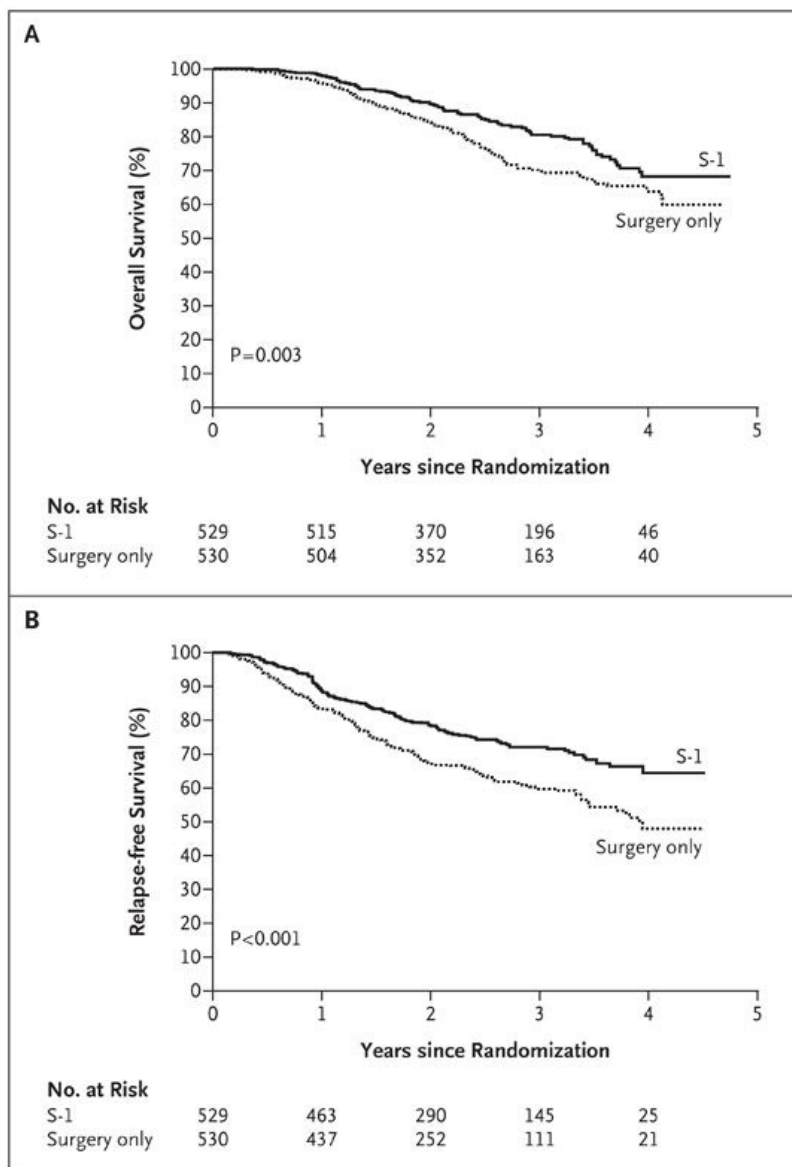 A
100
90
80
70
60
50
40
30
20
10
0
Overall Survival (%)
S-1
Surgery only
P=0.003
0 1 2 3 4 5
Years since Randomization
No. at Risk
S-1 529 515 370 196 46
Surgery only 530 504 352 163 40
B
100
90
80
70
60
50
40
30
20
10
0
Relapse-free Survival (%)
S-1
Surgery only
P<0.001
0 1 2 3 4 5
Years since Randomization
No. at Risk
S-1 529 463 290 145 25
Surgery only 530 437 252 111 21